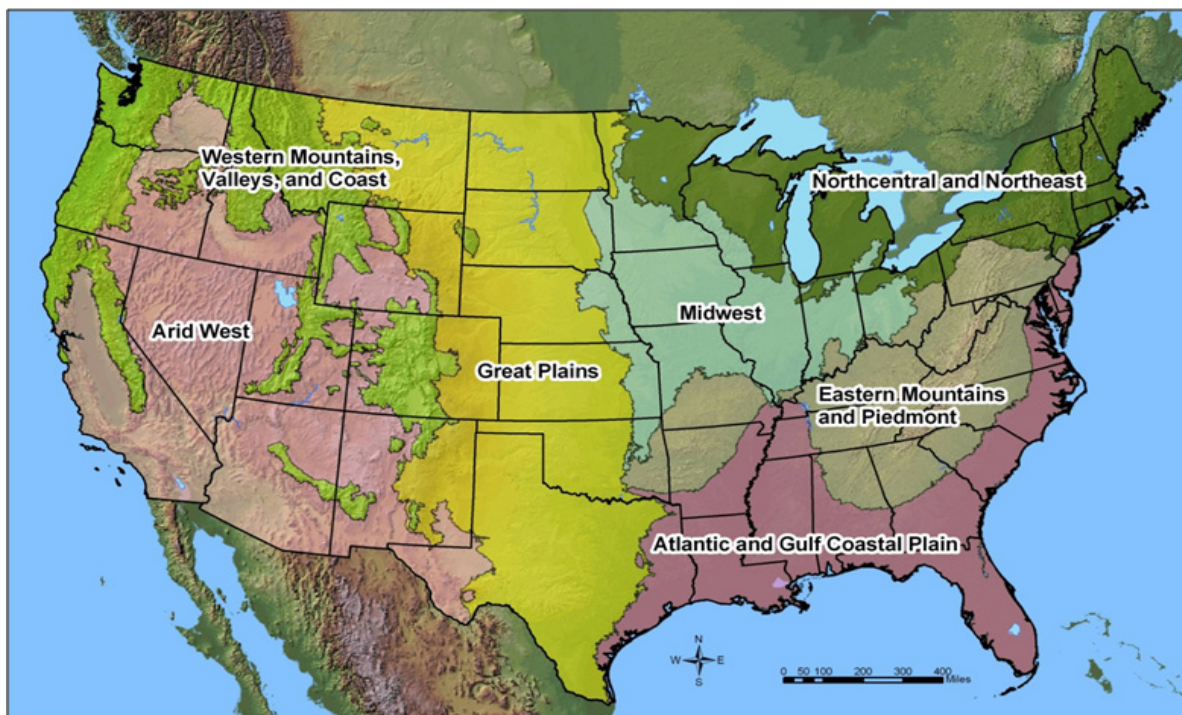 Western Mountains,
Valleys, and Coast
Northcentral and Northeast
Arid West
Midwest
Great Plains
Eastern Mountains
and Piedmont
Atlantic and Gulf Coastal Plain
N
W E
S
0 50 100 200 300 400
Miles